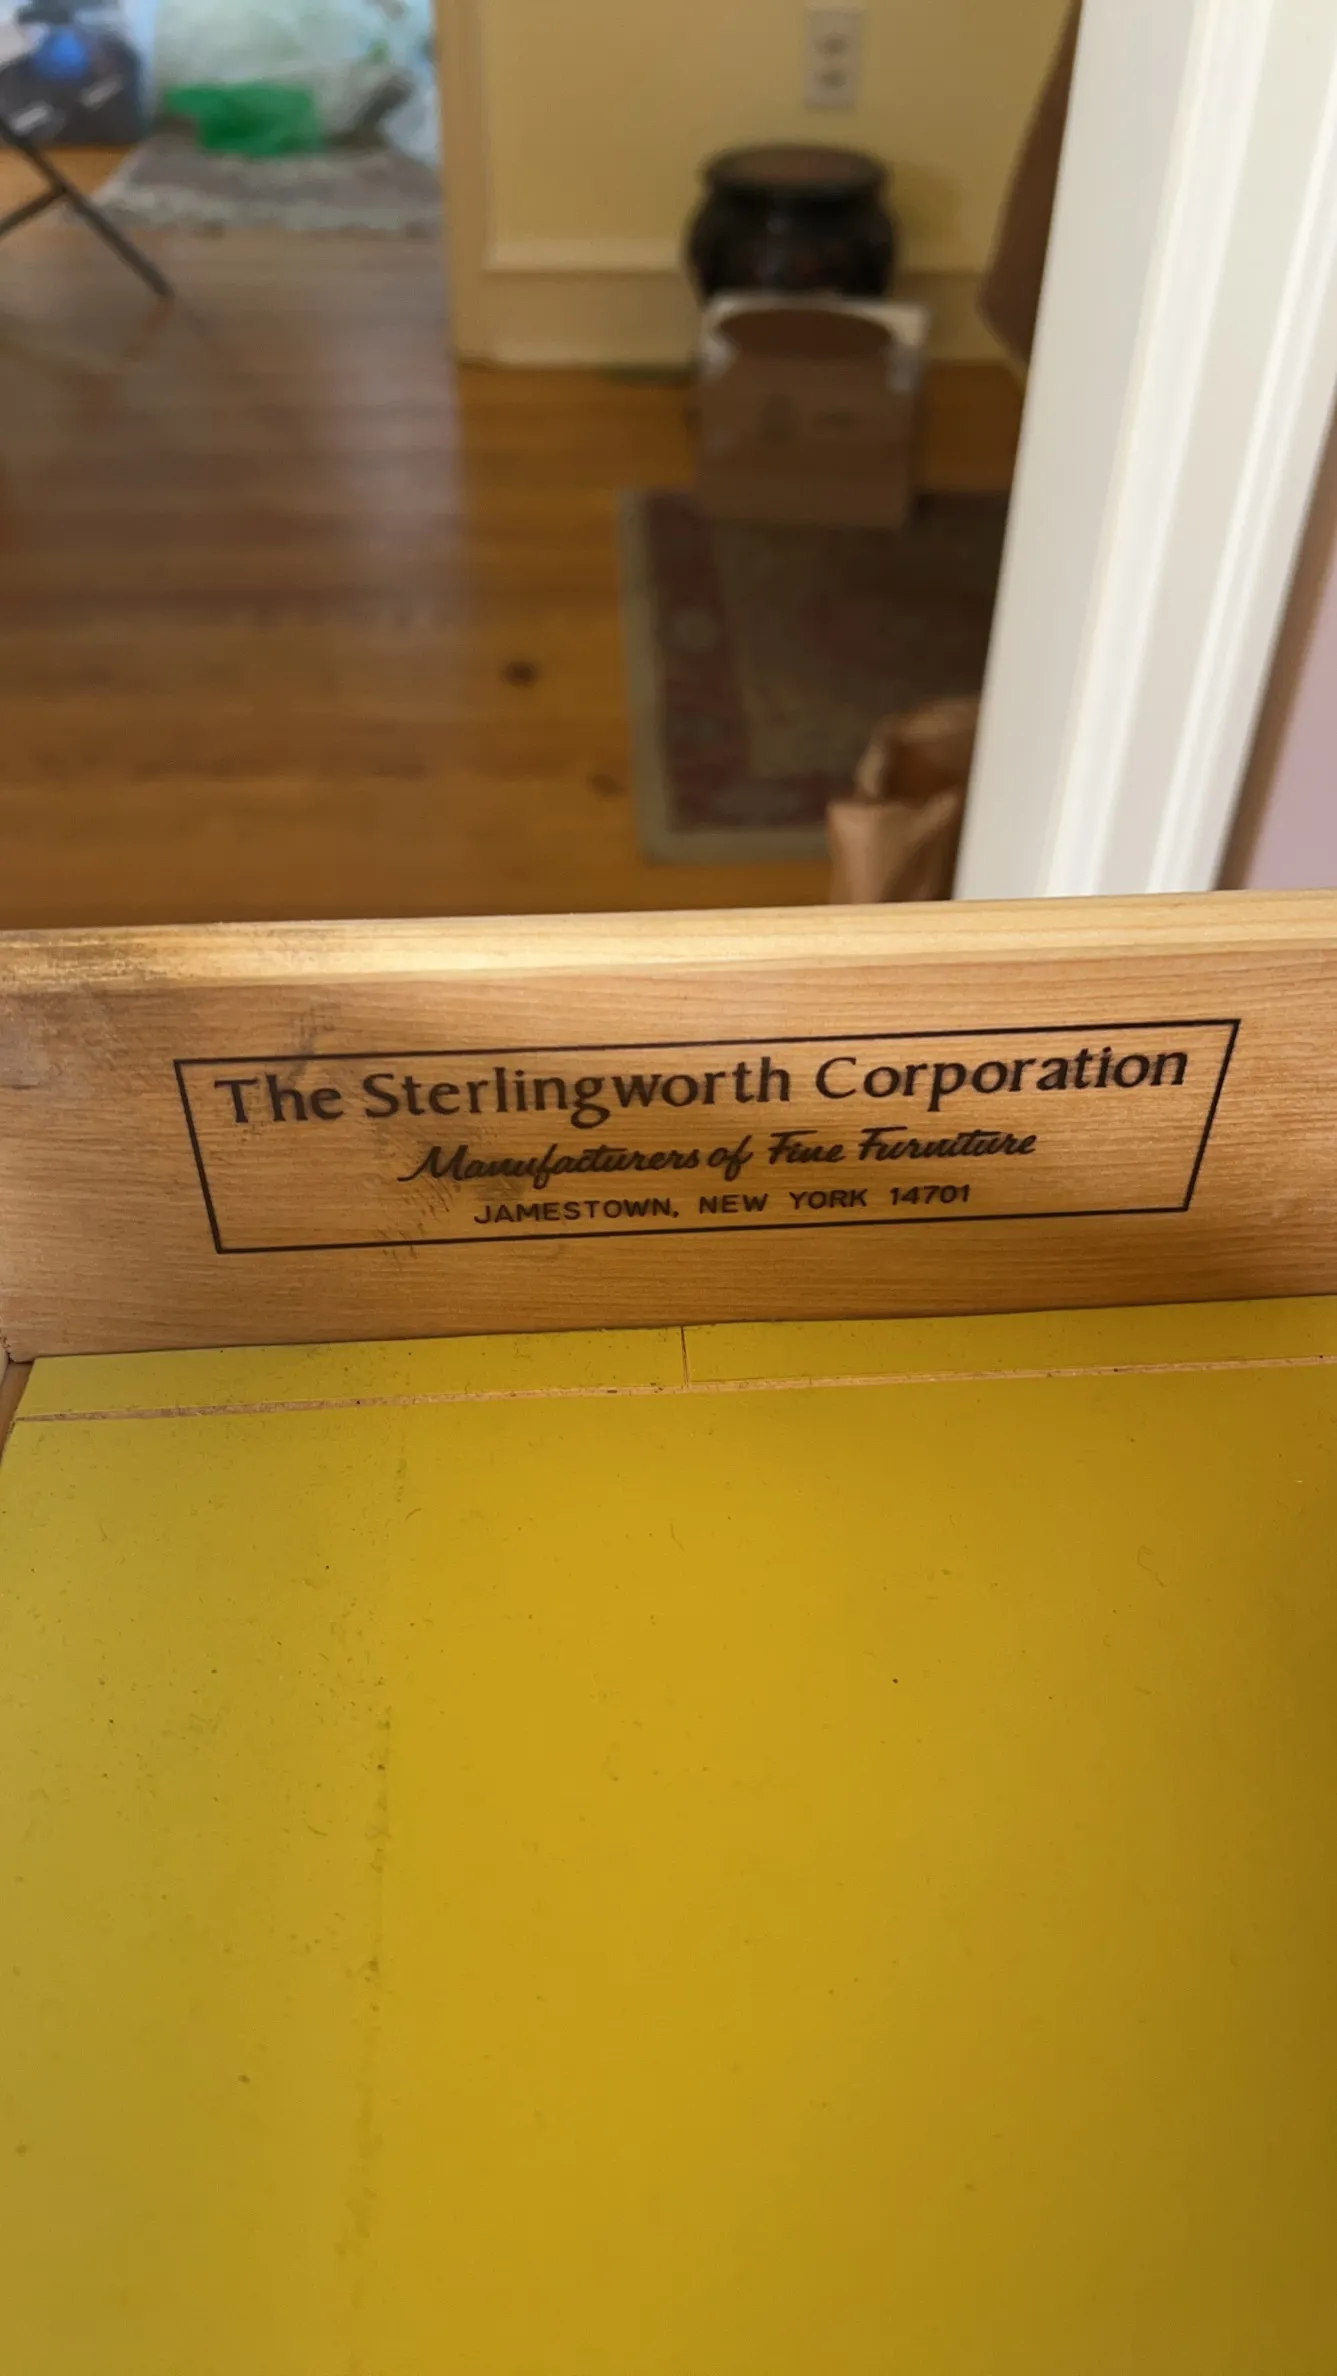 The Sterlingworth Corporation
Manufacturers of Fine Furniture
JAMESTOWN, NEW YORK 14701